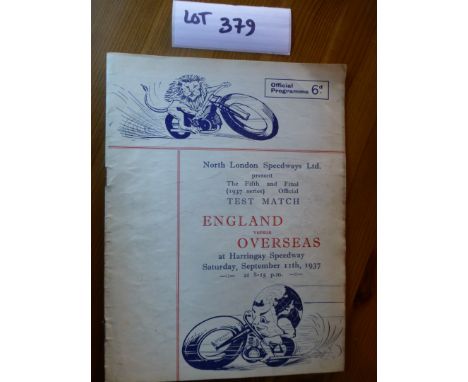 LOT 379
Official
Programme 6d
North London Speedways Ltd.
present
The Fifth and Final
(1937 series) Official
TEST MATCH
ENGLAND
versus
OVERSEAS
at Harringay Speedway
Saturday, September 11th, 1937
at 8-15 p.m.